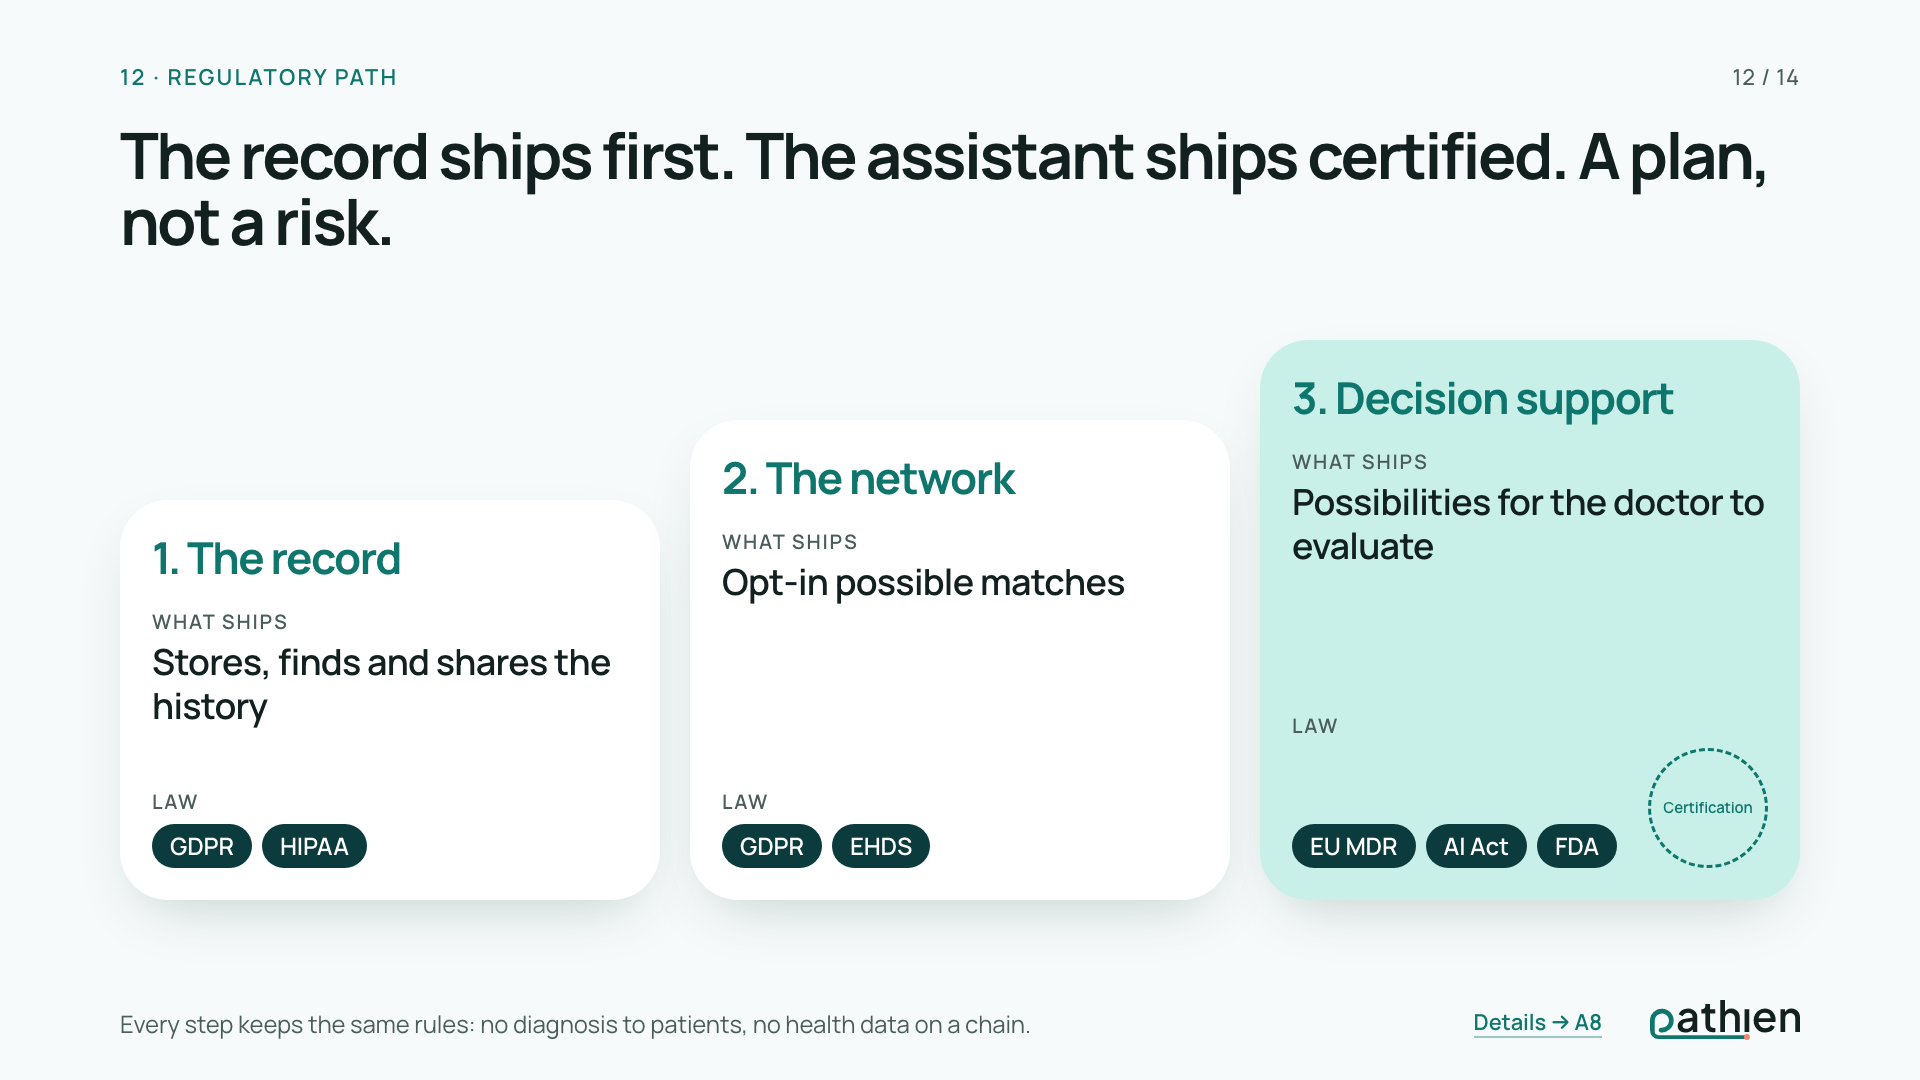 12 · REGULATORY PATH
12 / 14
The record ships first. The assistant ships certified. A plan,
not a risk.
1. The record
WHAT SHIPS
Stores, finds and shares the
history
LAW
GDPR HIPAA
2. The network
WHAT SHIPS
Opt-in possible matches
LAW
GDPR EHDS
3. Decision support
WHAT SHIPS
Possibilities for the doctor to
evaluate
LAW
EU MDR AI Act FDA
Certification
Every step keeps the same rules: no diagnosis to patients, no health data on a chain.
Details → A8
pathien